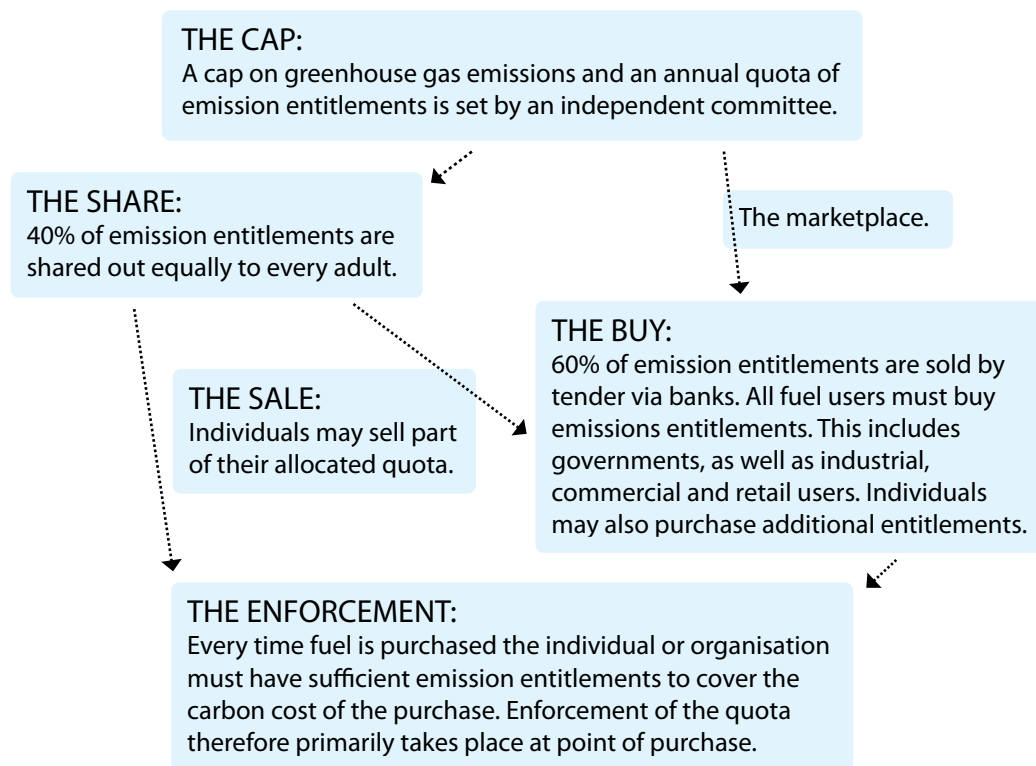 THE CAP:
A cap on greenhouse gas emissions and an annual quota of
emission entitlements is set by an independent committee.
THE SHARE:
40% of emission entitlements are
shared out equally to every adult.
The marketplace.
THE BUY:
60% of emission entitlements are sold by
tender via banks. All fuel users must buy
emissions entitlements. This includes
governments, as well as industrial,
commercial and retail users. Individuals
may also purchase additional entitlements.
THE SALE:
Individuals may sell part
of their allocated quota.
THE ENFORCEMENT:
Every time fuel is purchased the individual or organisation
must have sufficient emission entitlements to cover the
carbon cost of the purchase. Enforcement of the quota
therefore primarily takes place at point of purchase.